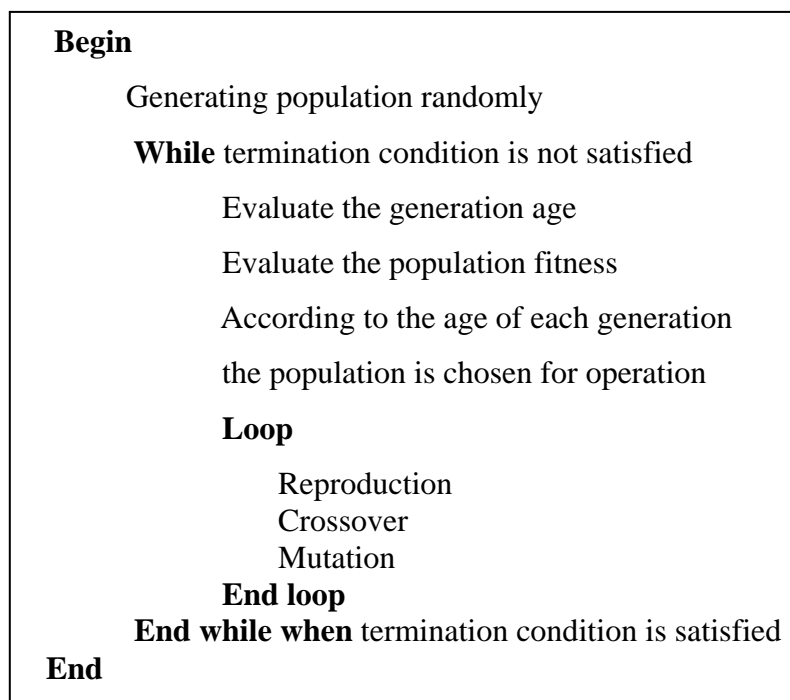 Begin
Generating population randomly
While termination condition is not satisfied
Evaluate the generation age
Evaluate the population fitness
According to the age of each generation
the population is chosen for operation
Loop
Reproduction
Crossover
Mutation
End loop
End while when termination condition is satisfied
End